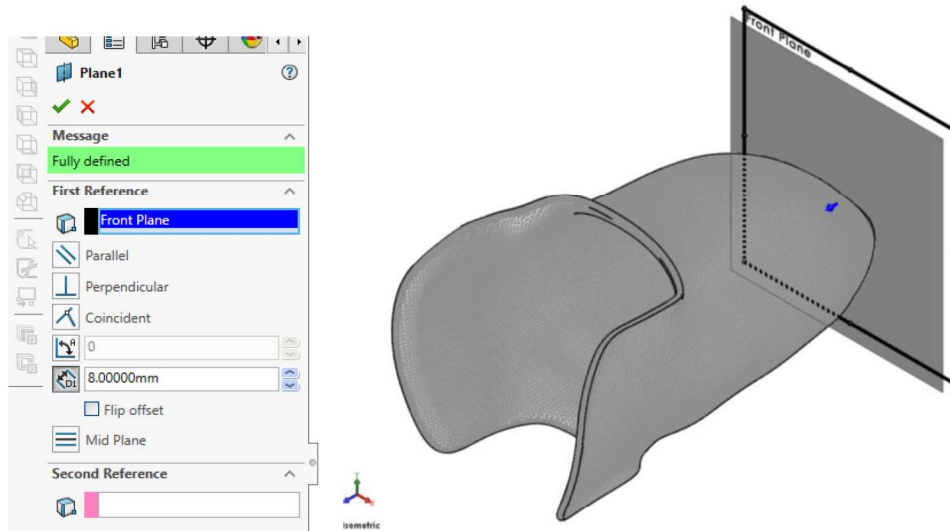 Plane1
Message
Fully defined
First Reference
Front Plane
Parallel
Perpendicular
Coincident
0
8.00000mm
Flip offset
Mid Plane
Second Reference
Front Plane
Isometric